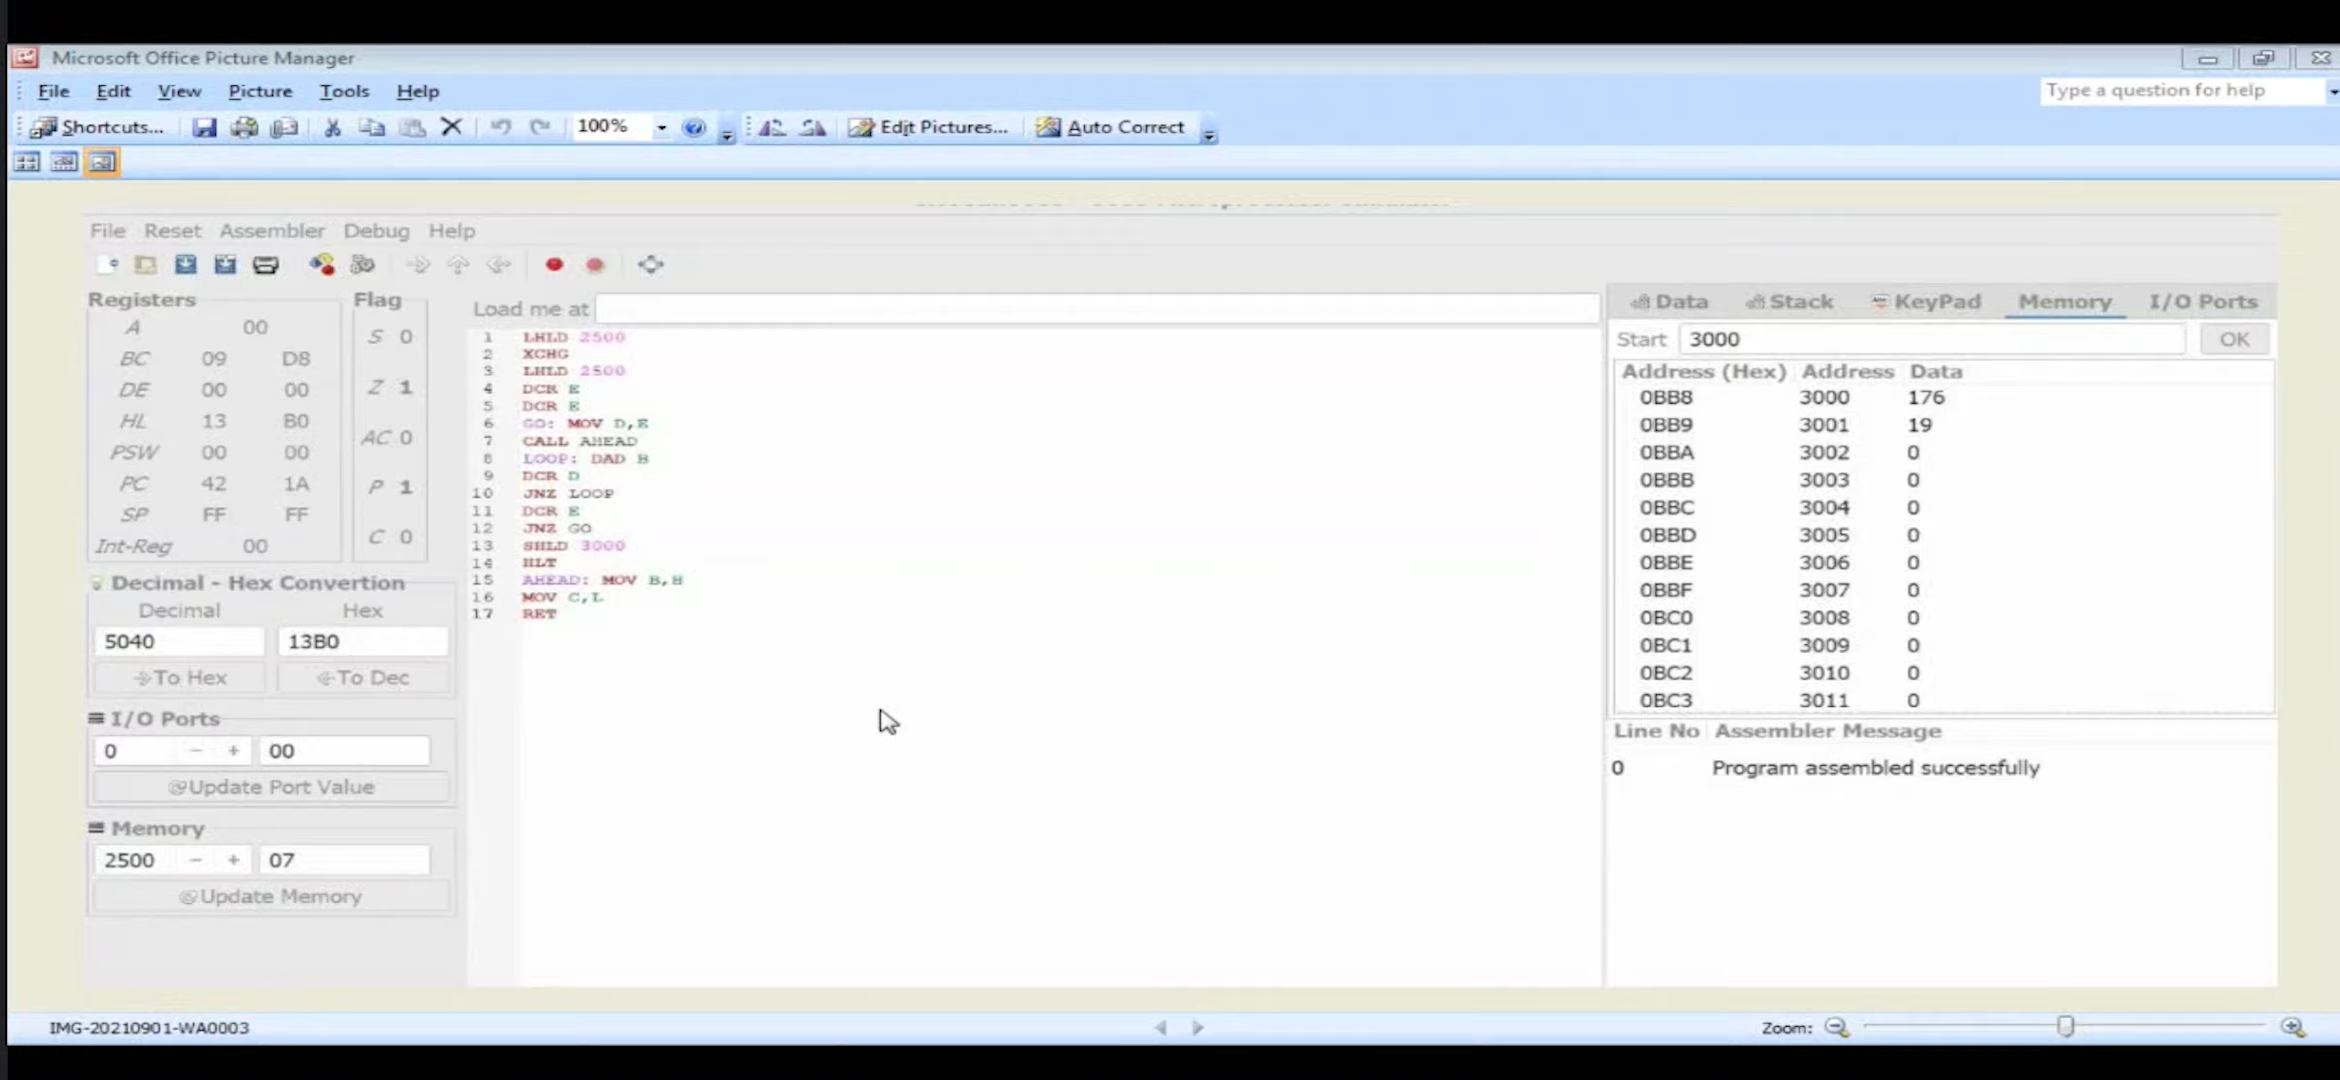 Microsoft Office Picture Manager
File Edit View Picture Tools Help
Type a question for help
Shortcuts... 100% Edit Pictures... Auto Correct
File Reset Assembler Debug Help
Registers
A 00
BC 09 D8
DE 00 00
HL 13 B0
PSW 00 00
PC 42 1A
SP FF FF
Int-Reg 00
Flag
S 0
Z 1
AC 0
P 1
C 0
Decimal - Hex Convertion
Decimal Hex
5040 13B0
To Hex To Dec
I/O Ports
0 - + 00
Update Port Value
Memory
2500 - + 07
Update Memory
Load me at
1 LHLD 2500
2 XCHG
3 LHLD 2500
4 DCR E
5 DCR E
6 GO: MOV D,E
7 CALL AHEAD
8 LOOP: DAD B
9 DCR D
10 JNZ LOOP
11 DCR E
12 JNZ GO
13 SHLD 3000
14 HLT
15 AHEAD: MOV B,H
16 MOV C,L
17 RET
Data Stack KeyPad Memory I/O Ports
Start 3000 OK
Address (Hex) Address Data
0BB8 3000 176
0BB9 3001 19
0BBA 3002 0
0BBB 3003 0
0BBC 3004 0
0BBD 3005 0
0BBE 3006 0
0BBF 3007 0
0BC0 3008 0
0BC1 3009 0
0BC2 3010 0
0BC3 3011 0
Line No Assembler Message
0 Program assembled successfully
IMG-20210901-WA0003
Zoom: